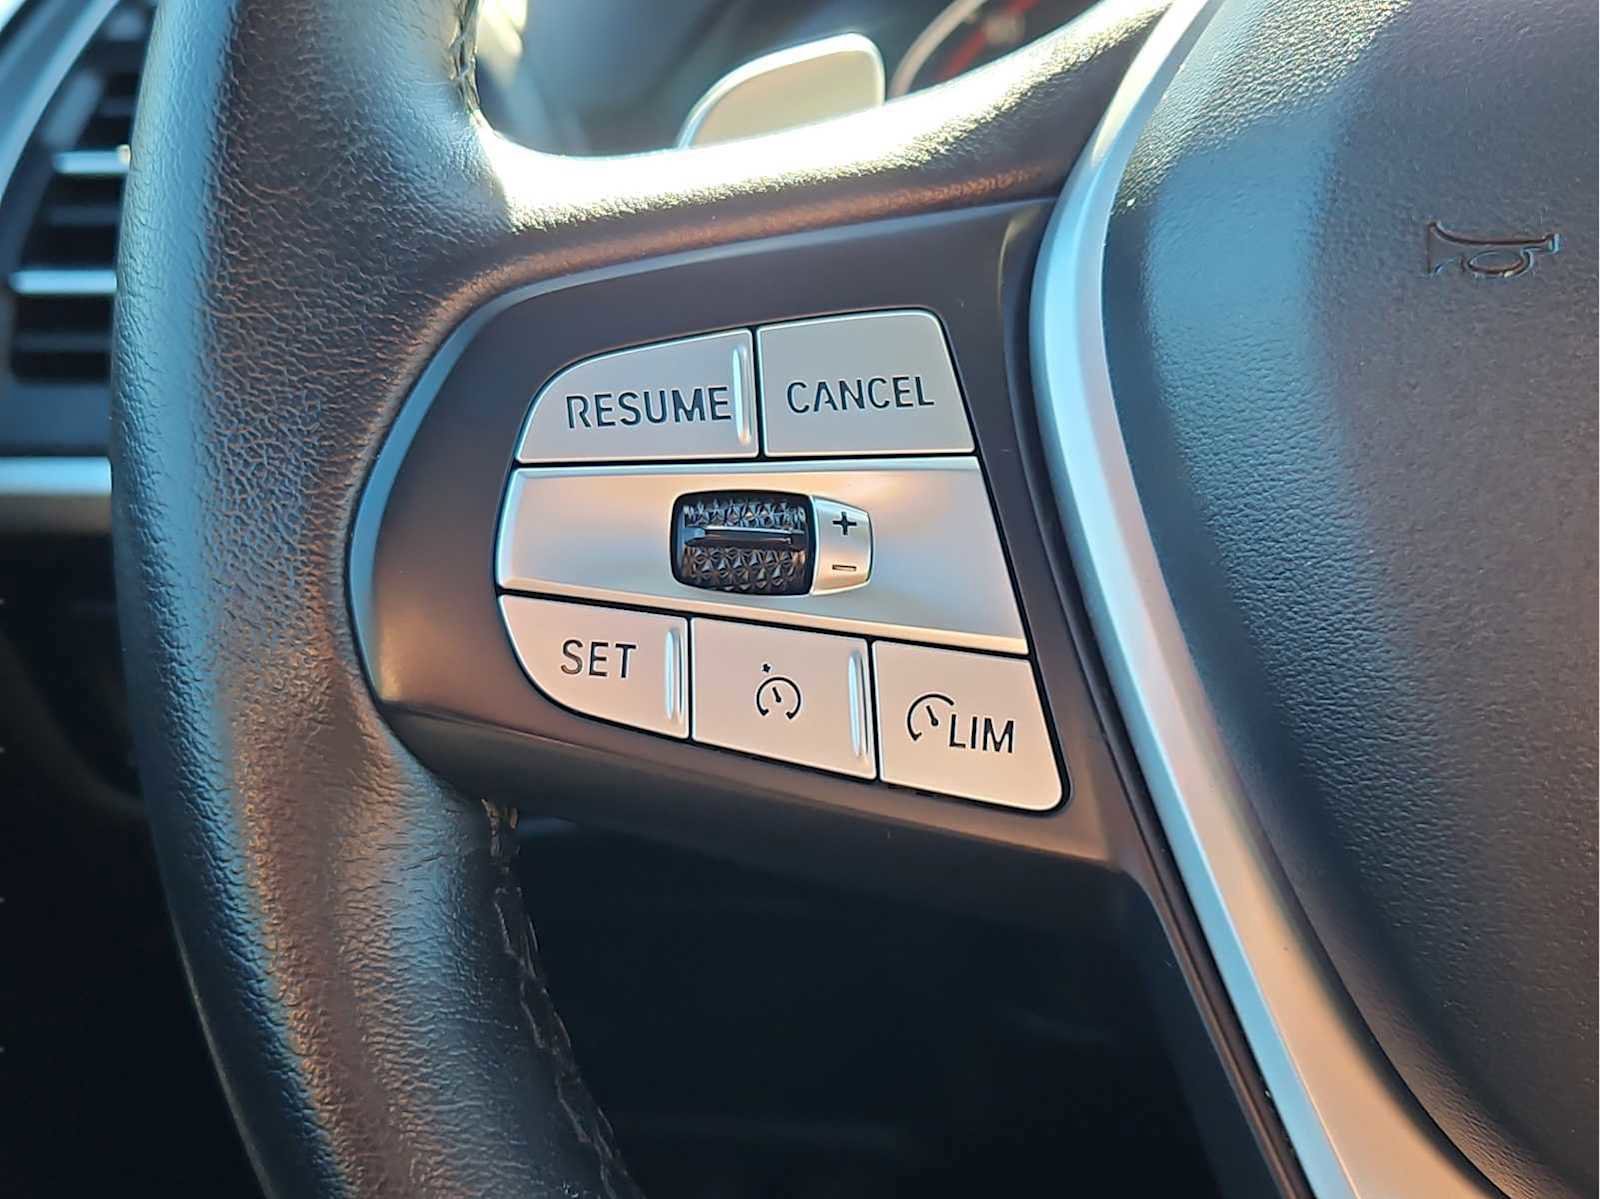 RESUME CANCEL
+
-
SET
LIM